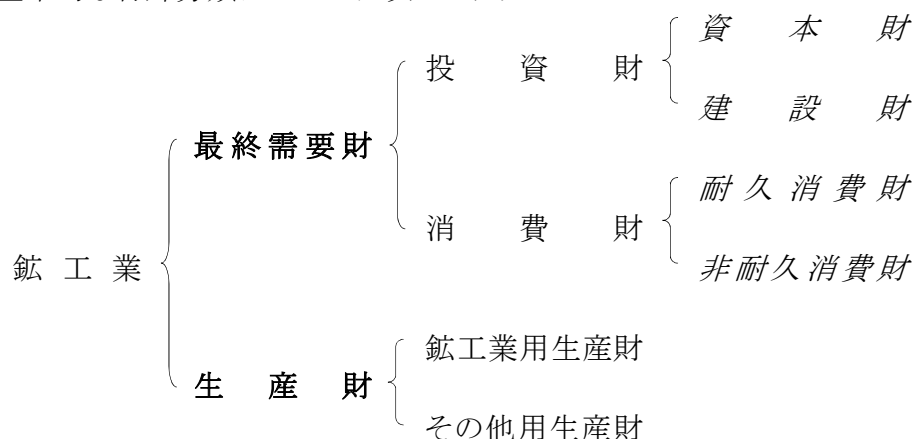 資本財
投資財
建設財
最終需要財
耐久消費財
消費財
鉱工業
非耐久消費財
鉱工業用生産財
生産財
その他用生産財